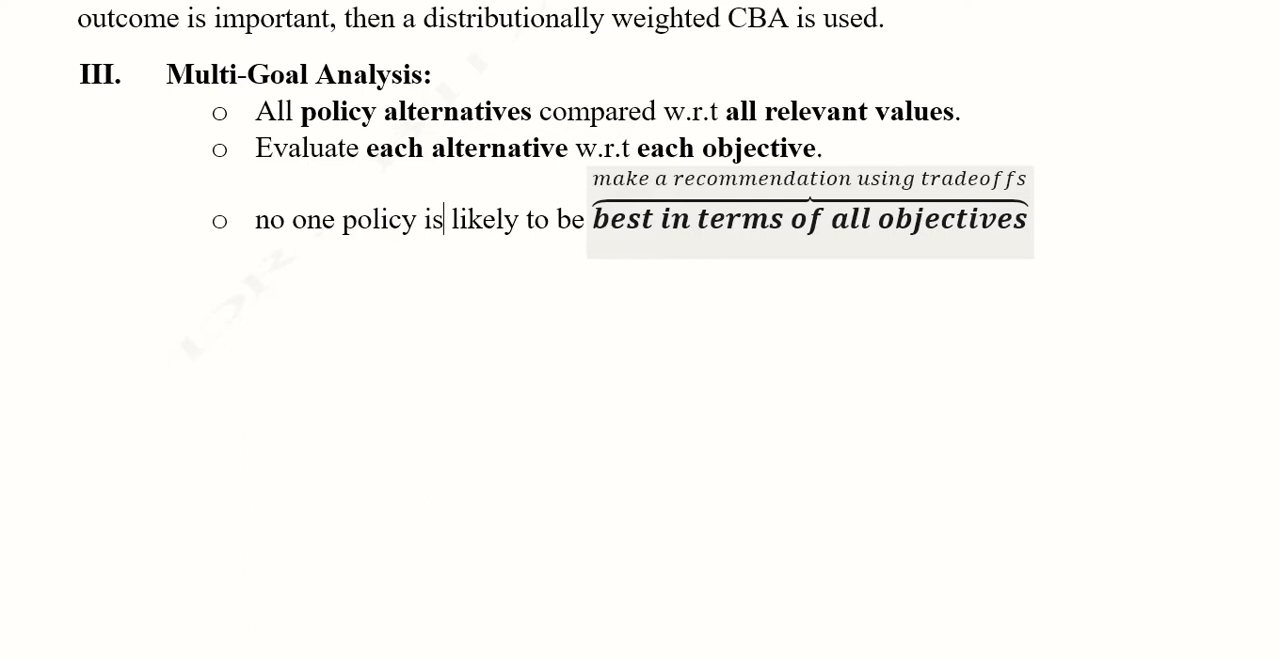 outcome is important, then a distributionally weighted CBA is used.
III. Multi-Goal Analysis:
o All policy alternatives compared w.r.t all relevant values.
o Evaluate each alternative w.r.t each objective.
make a recommendation using tradeoffs
o no one policy is likely to be best in terms of all objectives